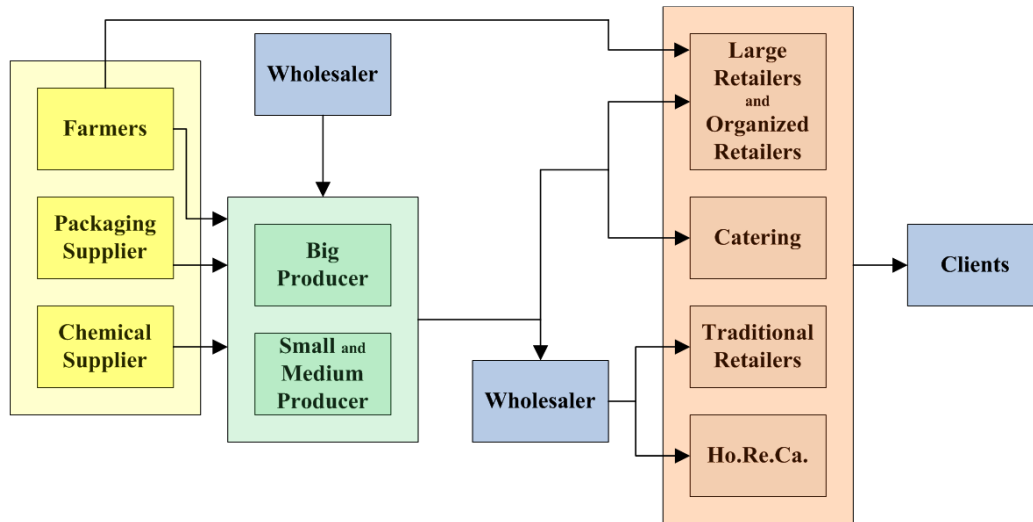 Farmers
Packaging
Supplier
Chemical
Supplier
Wholesaler
Big
Producer
Small and
Medium
Producer
Wholesaler
Large
Retailers
and
Organized
Retailers
Catering
Traditional
Retailers
Ho.Re.Ca.
Clients